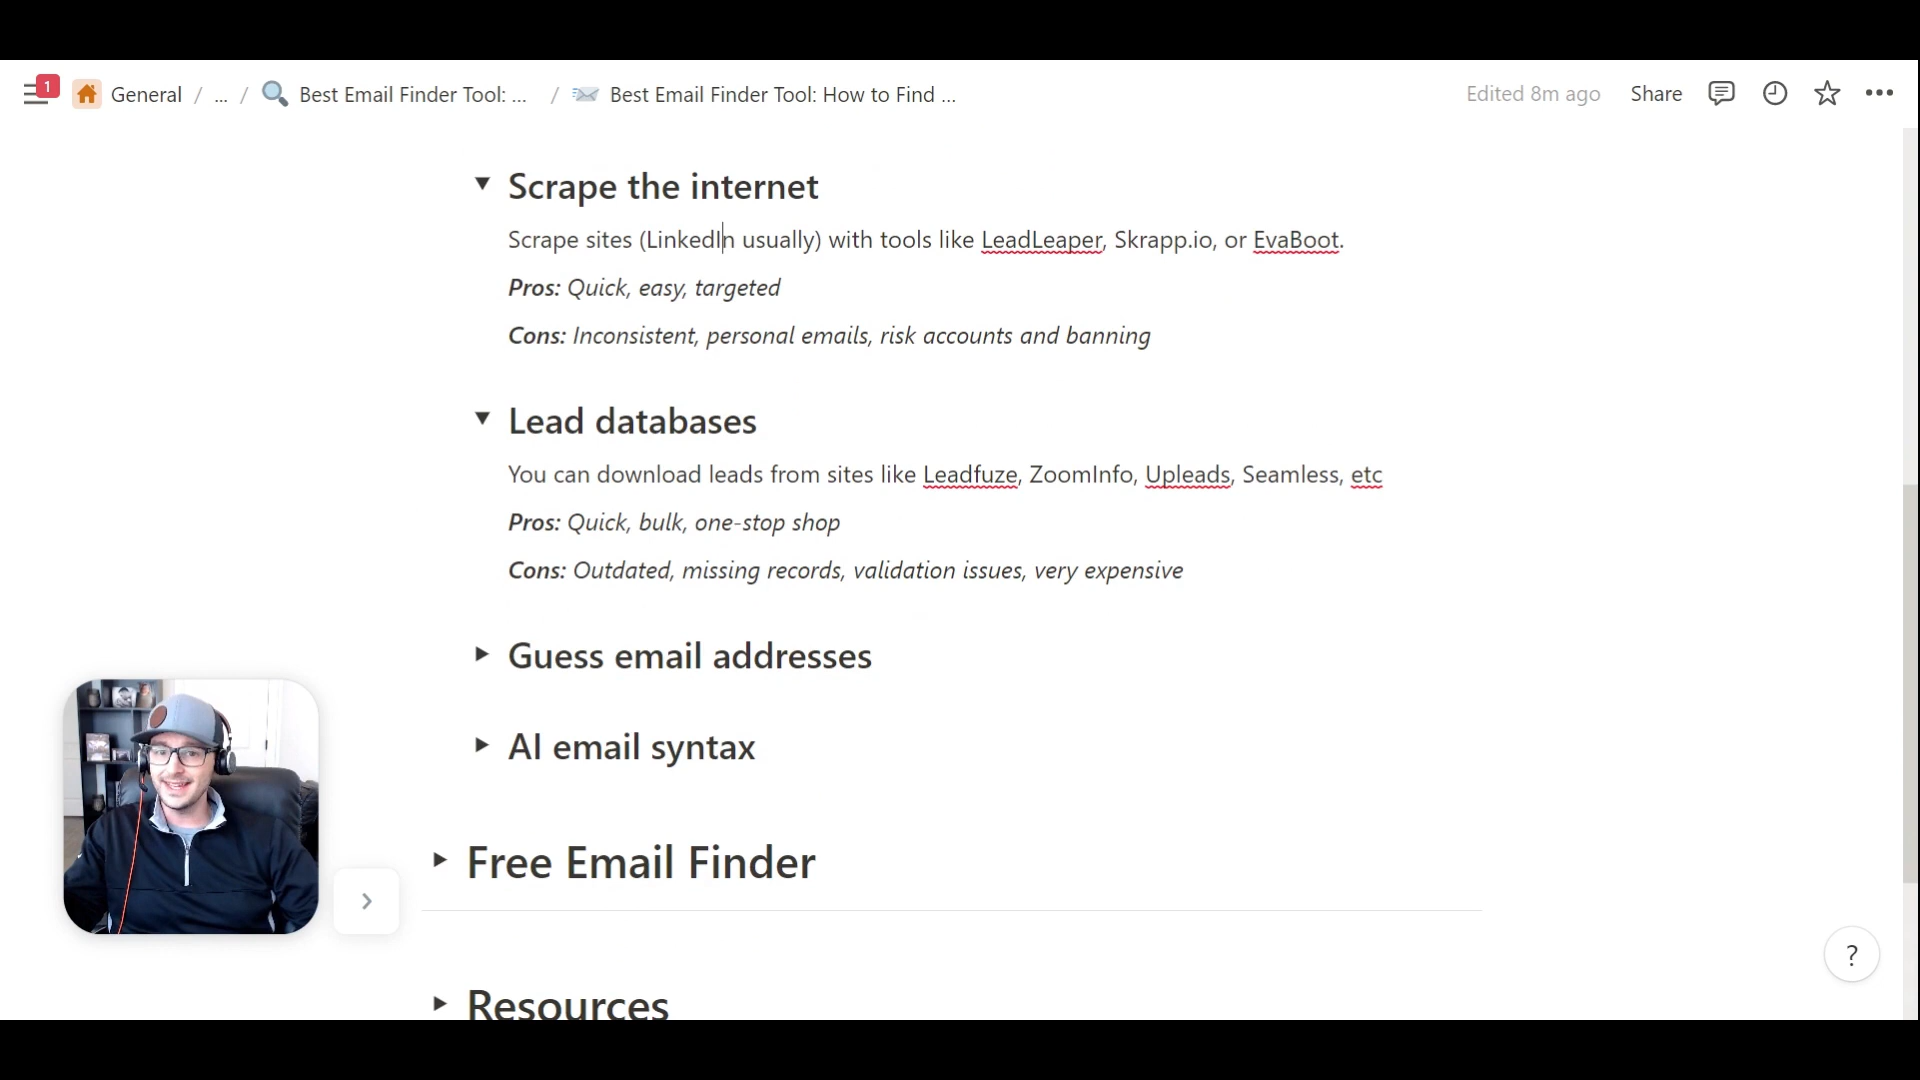 1
General / ... / Best Email Finder Tool: ... / Best Email Finder Tool: How to Find ...
Edited 8m ago Share
Scrape the internet
Scrape sites (LinkedIn usually) with tools like LeadLeaper, Skrapp.io, or EvaBoot.
Pros: Quick, easy, targeted
Cons: Inconsistent, personal emails, risk accounts and banning
Lead databases
You can download leads from sites like Leadfuze, ZoomInfo, Upleads, Seamless, etc
Pros: Quick, bulk, one-stop shop
Cons: Outdated, missing records, validation issues, very expensive
Guess email addresses
AI email syntax
Free Email Finder
?
Resources